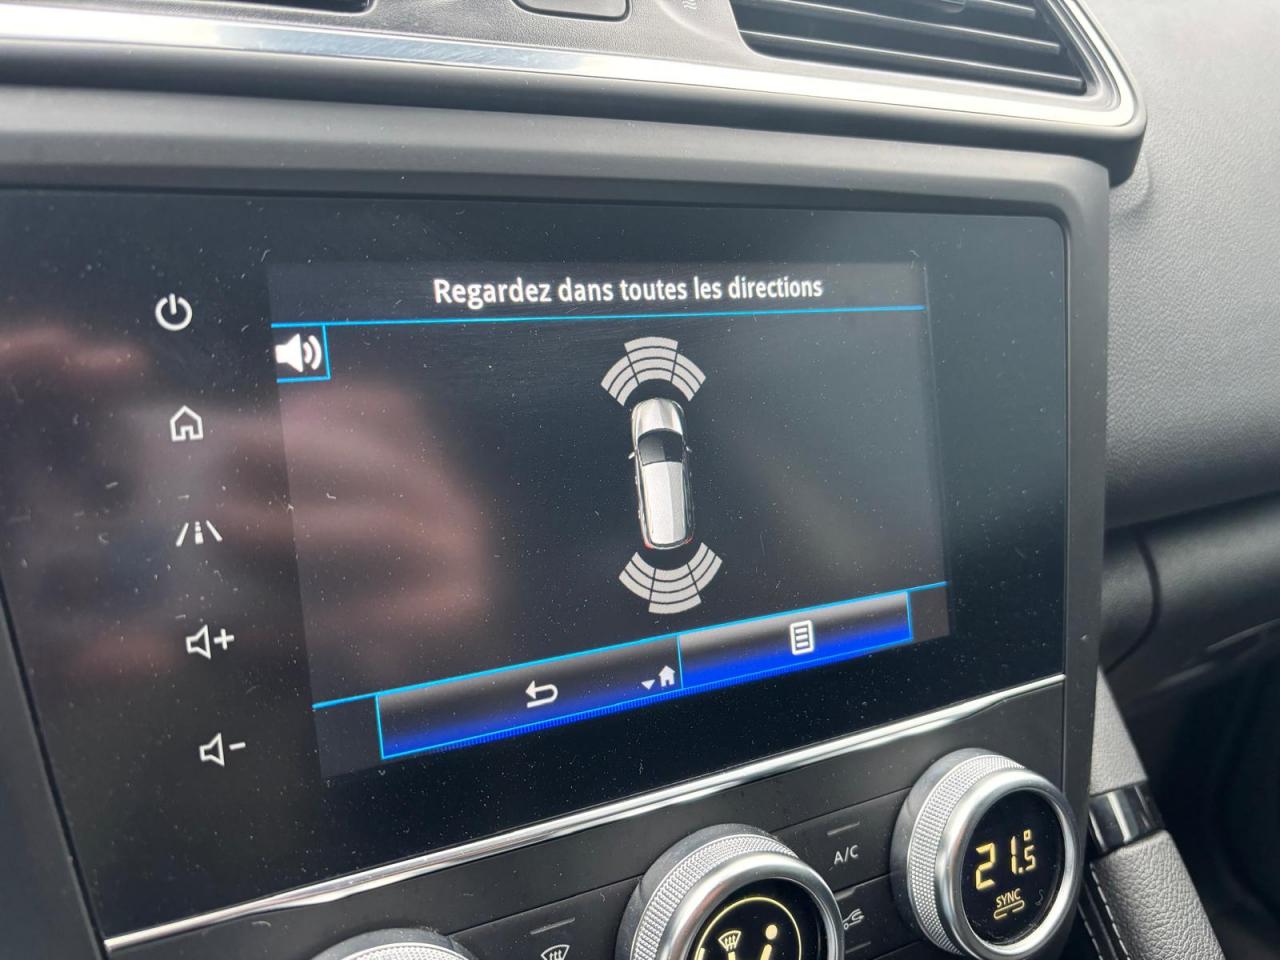 Regardez dans toutes les directions
A/C
21.5°
SYNC